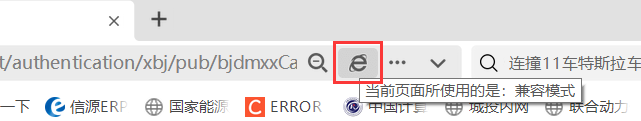 t/authentication/xbj/pub/bjdmxxCa
连撞11车特斯拉车
当前页面所使用的是：兼容模式
一下 信源ERP 国家能源 ERROR 中国计算 城投内网 联合动力